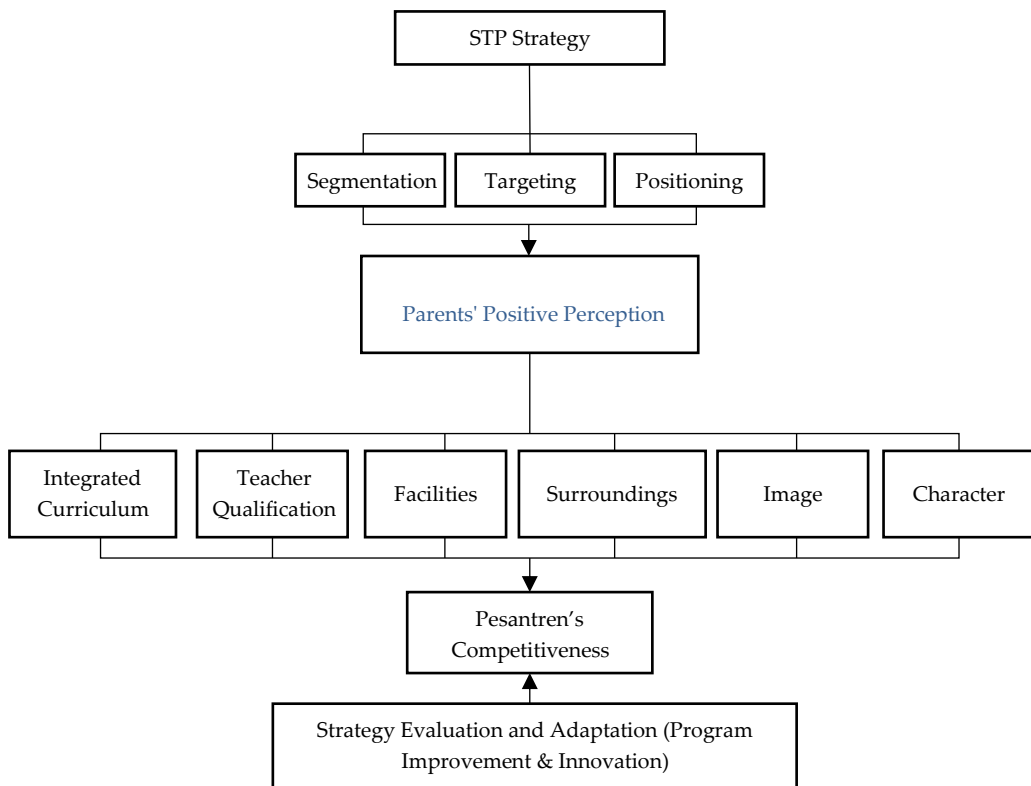 STP Strategy
Segmentation
Targeting
Positioning
Parents' Positive Perception
Integrated
Curriculum
Teacher
Qualification
Facilities
Surroundings
Image
Character
Pesantren’s
Competitiveness
Strategy Evaluation and Adaptation (Program
Improvement & Innovation)